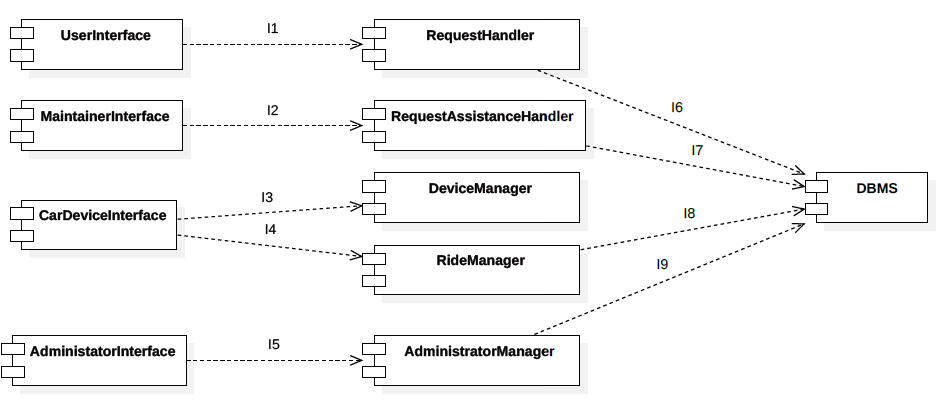 UserInterface
I1
RequestHandler
MaintainerInterface
I2
RequestAssistanceHandler
I6
I7
CarDeviceInterface
I3
I4
DeviceManager
DBMS
RideManager
I8
I9
AdministatorInterface
I5
AdministratorManager